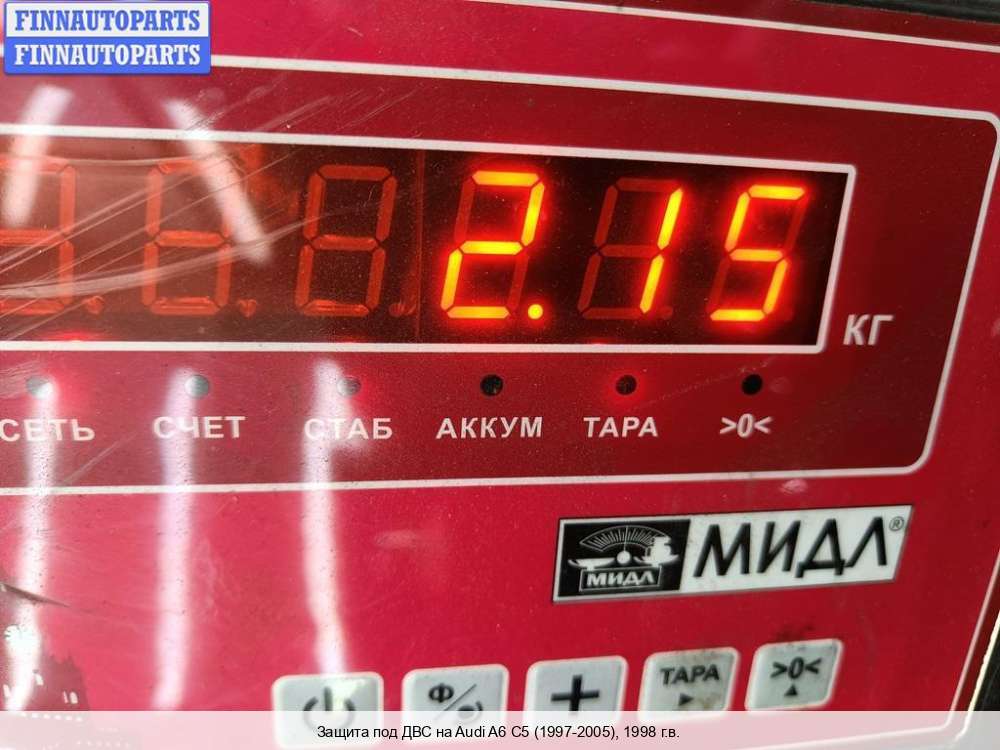 FINNAUTOPARTS
FINNAUTOPARTS
2.15
КГ
СЕТЬ СЧЕТ СТАБ АККУМ ТАРА >0<
МИДЛ МИДЛ®
Ф/ ТАРА >0<
+
Защита под ДВС на Audi A6 C5 (1997-2005), 1998 г.в.